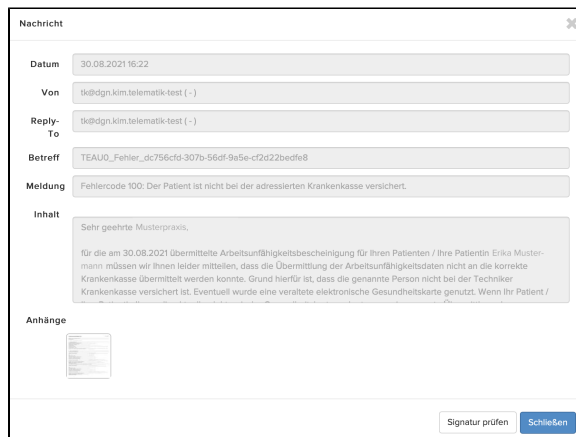 Nachricht
Datum 30.08.2021 16:22
Von tk@dgn.kim.telematik-test ( - )
Reply-To tk@dgn.kim.telematik-test ( - )
Betreff TEAU0_Fehler_dc756cfd-307b-56df-9a5e-cf2d22bedfe8
Meldung Fehlercode 100: Der Patient ist nicht bei der adressierten Krankenkasse versichert.
Inhalt
Sehr geehrte Musterpraxis,
für die am 30.08.2021 übermittelte Arbeitsunfähigkeitsbescheinigung für Ihren Patienten / Ihre Patientin Erika Muster-
mann müssen wir Ihnen leider mitteilen, dass die Übermittlung der Arbeitsunfähigkeitsdaten nicht an die korrekte
Krankenkasse übermittelt werden konnte. Grund hierfür ist, dass die genannte Person nicht bei der Techniker
Krankenkasse versichert ist. Eventuell wurde eine veraltete elektronische Gesundheitskarte genutzt. Wenn Ihr Patient /
Anhänge
Signatur prüfen Schließen